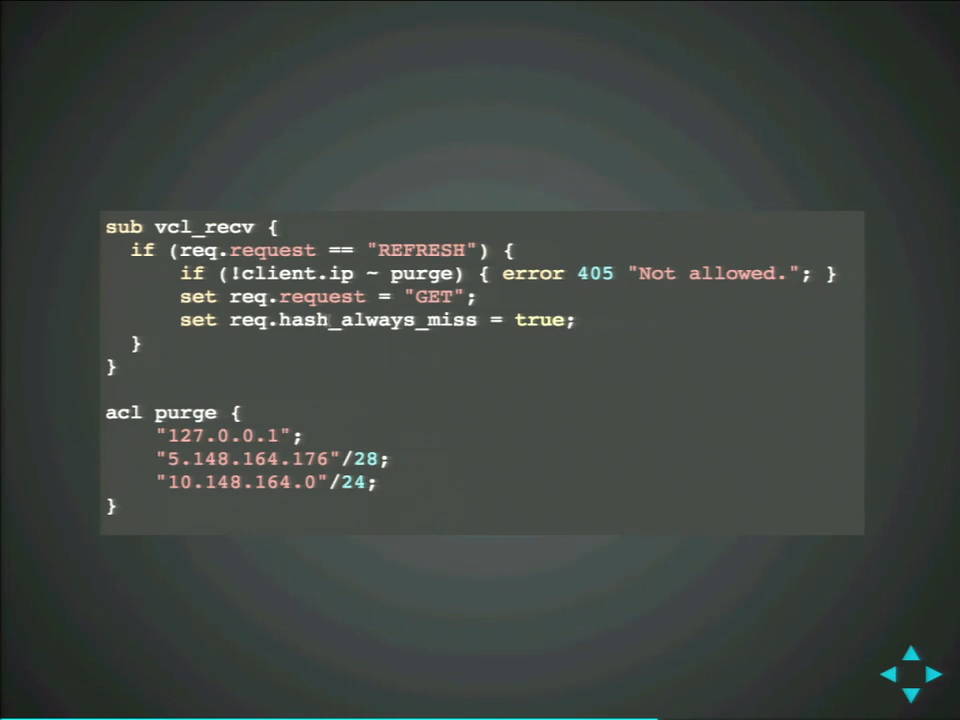 sub vcl_recv {
  if (req.request == "REFRESH") {
      if (!client.ip ~ purge) { error 405 "Not allowed."; }
      set req.request = "GET";
      set req.hash_always_miss = true;
  }
}

acl purge {
    "127.0.0.1";
    "5.148.164.176"/28;
    "10.148.164.0"/24;
}